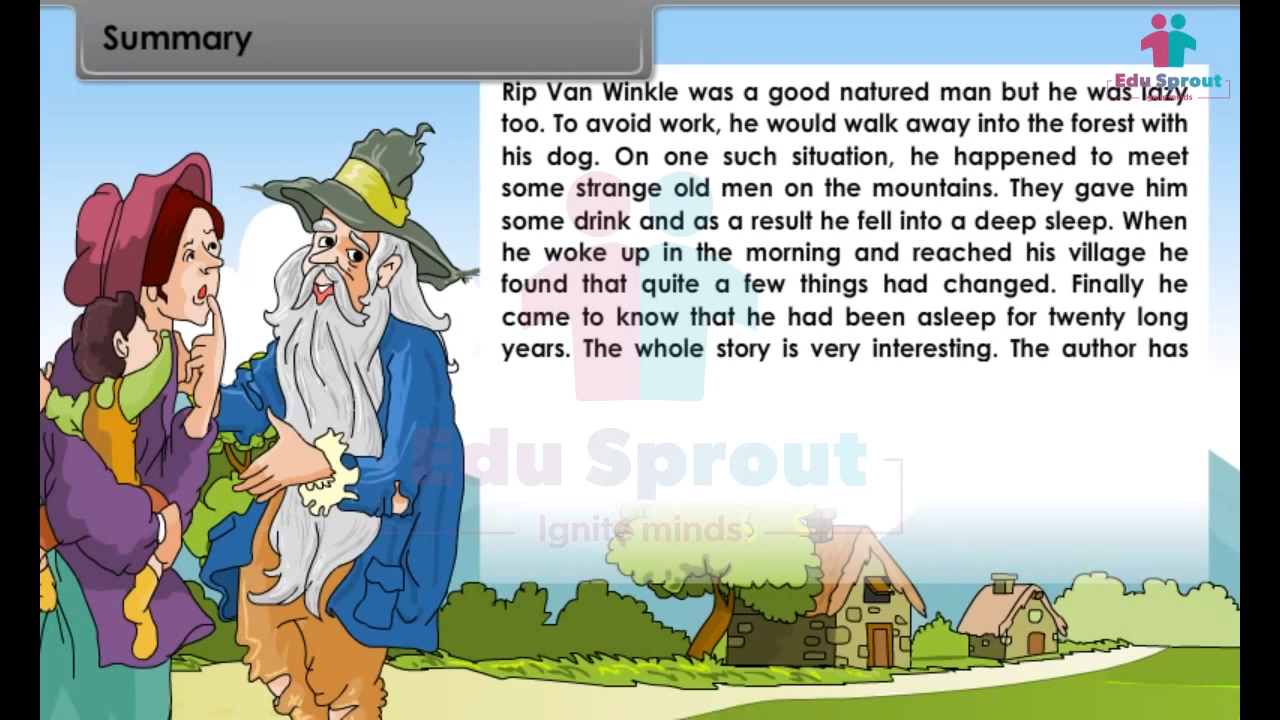 Summary
Edu Sprout
Ignite minds
Rip Van Winkle was a good natured man but he was lazy
too. To avoid work, he would walk away into the forest with
his dog. On one such situation, he happened to meet
some strange old men on the mountains. They gave him
some drink and as a result he fell into a deep sleep. When
he woke up in the morning and reached his village he
found that quite a few things had changed. Finally he
came to know that he had been asleep for twenty long
years. The whole story is very interesting. The author has
Edu Sprout
Ignite minds